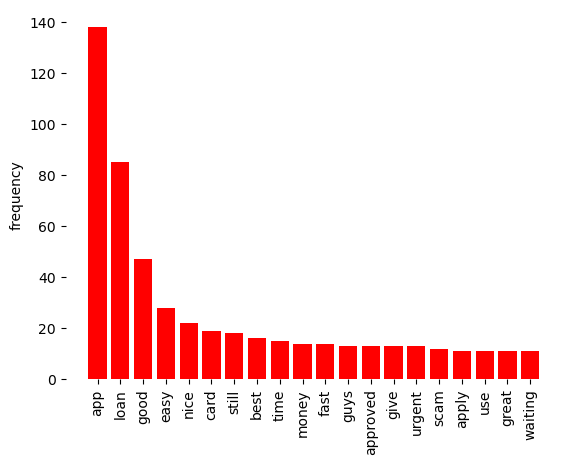 140
120
100
80
60
40
20
0
frequency
app
loan
good
easy
nice
card
still
best
time
money
fast
guys
approved
give
urgent
scam
apply
use
great
waiting